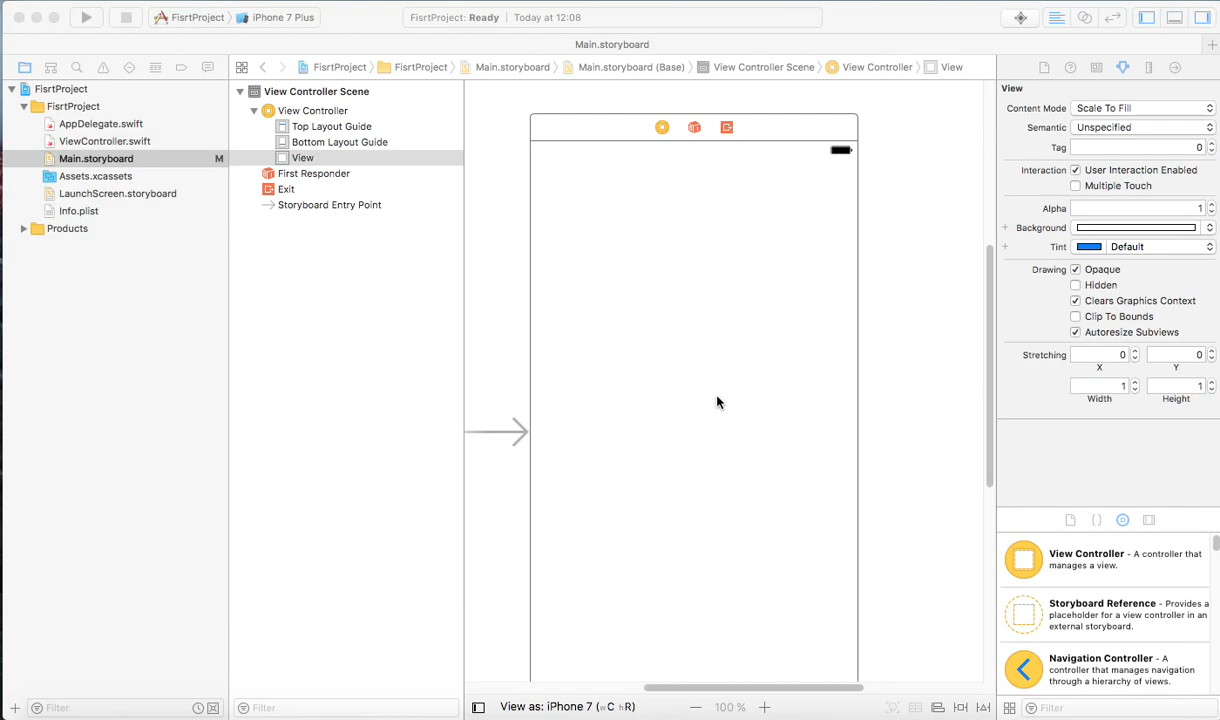 FisrtProject
iPhone 7 Plus
FisrtProject: Ready
Today at 12:08
Main.storyboard
FisrtProject
FisrtProject
Main.storyboard
Main.storyboard (Base)
View Controller Scene
View Controller
View
FisrtProject
FisrtProject
AppDelegate.swift
ViewController.swift
Main.storyboard M
Assets.xcassets
LaunchScreen.storyboard
Info.plist
Products
Filter
View Controller Scene
View Controller
Top Layout Guide
Bottom Layout Guide
View
First Responder
Exit
Storyboard Entry Point
Filter
View as: iPhone 7 (wC hR)
100 %
View
Content Mode Scale To Fill
Semantic Unspecified
Tag 0
Interaction User Interaction Enabled
Multiple Touch
Alpha 1
Background
Tint Default
Drawing Opaque
Hidden
Clears Graphics Context
Clip To Bounds
Autoresize Subviews
Stretching 0 0
X Y
1 1
Width Height
View Controller - A controller that
manages a view.
Storyboard Reference - Provides a
placeholder for a view controller in an
external storyboard.
Navigation Controller - A
controller that manages navigation
through a hierarchy of views.
Filter